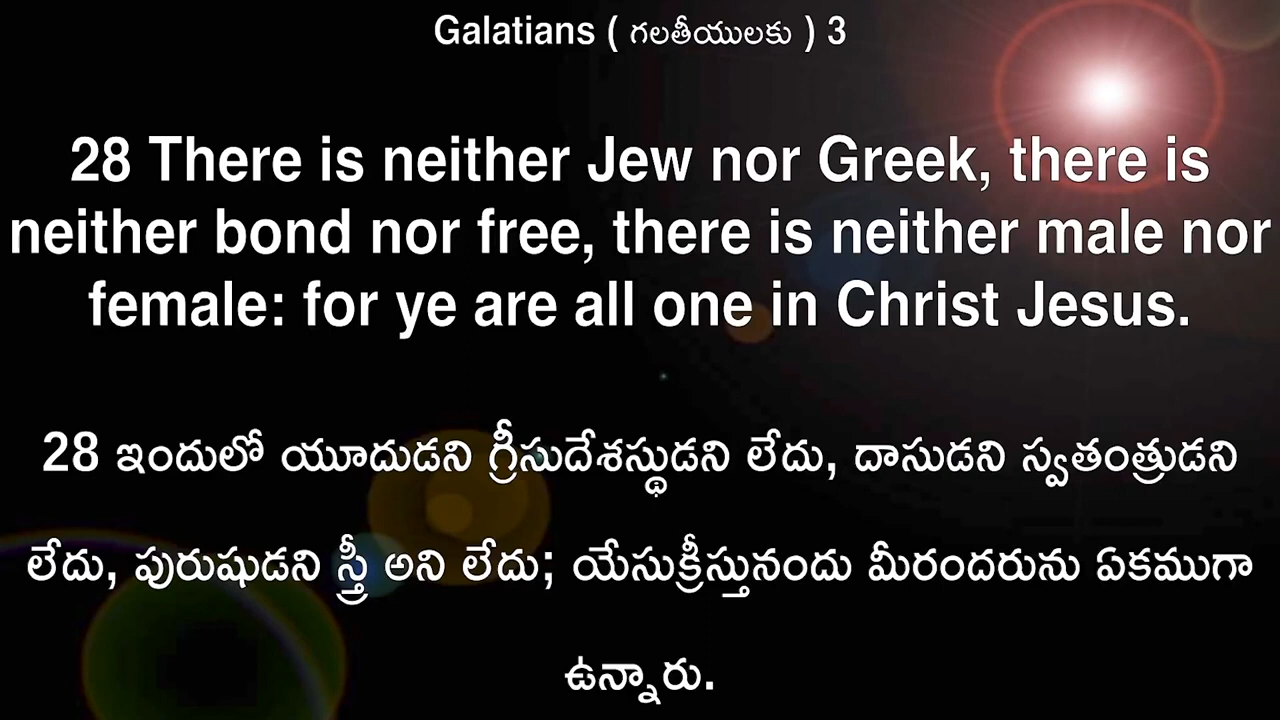 Galatians ( గలతీయులకు ) 3
28 There is neither Jew nor Greek, there is
neither bond nor free, there is neither male nor
female: for ye are all one in Christ Jesus.
28 ఇందులో యూదుడని గ్రీసుదేశస్థుడని లేదు, దాసుడని స్వతంత్రుడని
లేదు, పురుషుడని స్త్రీ అని లేదు; యేసుక్రీస్తునందు మీరందరును ఏకముగా
ఉన్నారు.